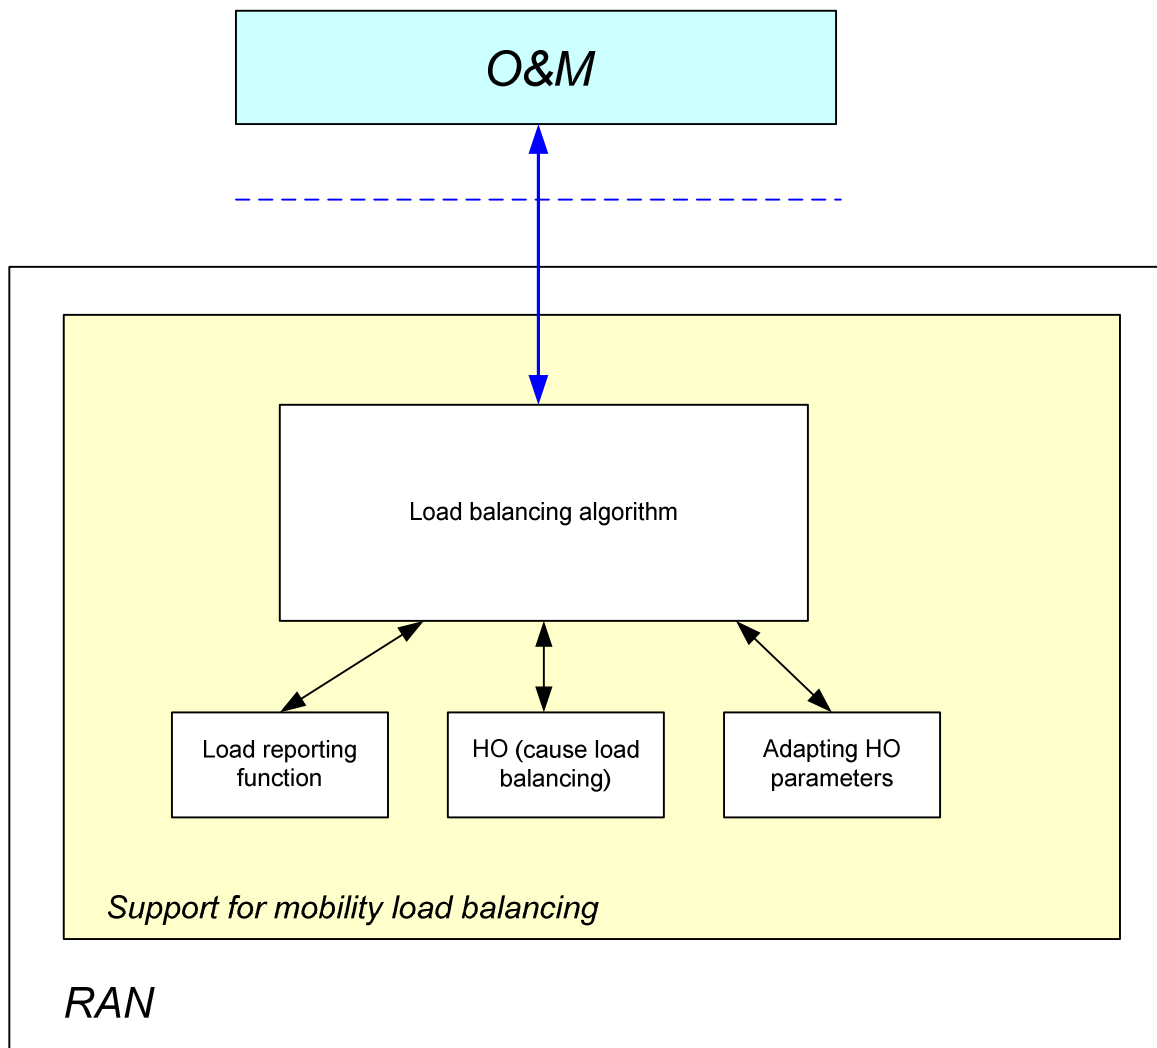 O&M
Load balancing algorithm
Load reporting
function
HO (cause load
balancing)
Adapting HO
parameters
Support for mobility load balancing
RAN